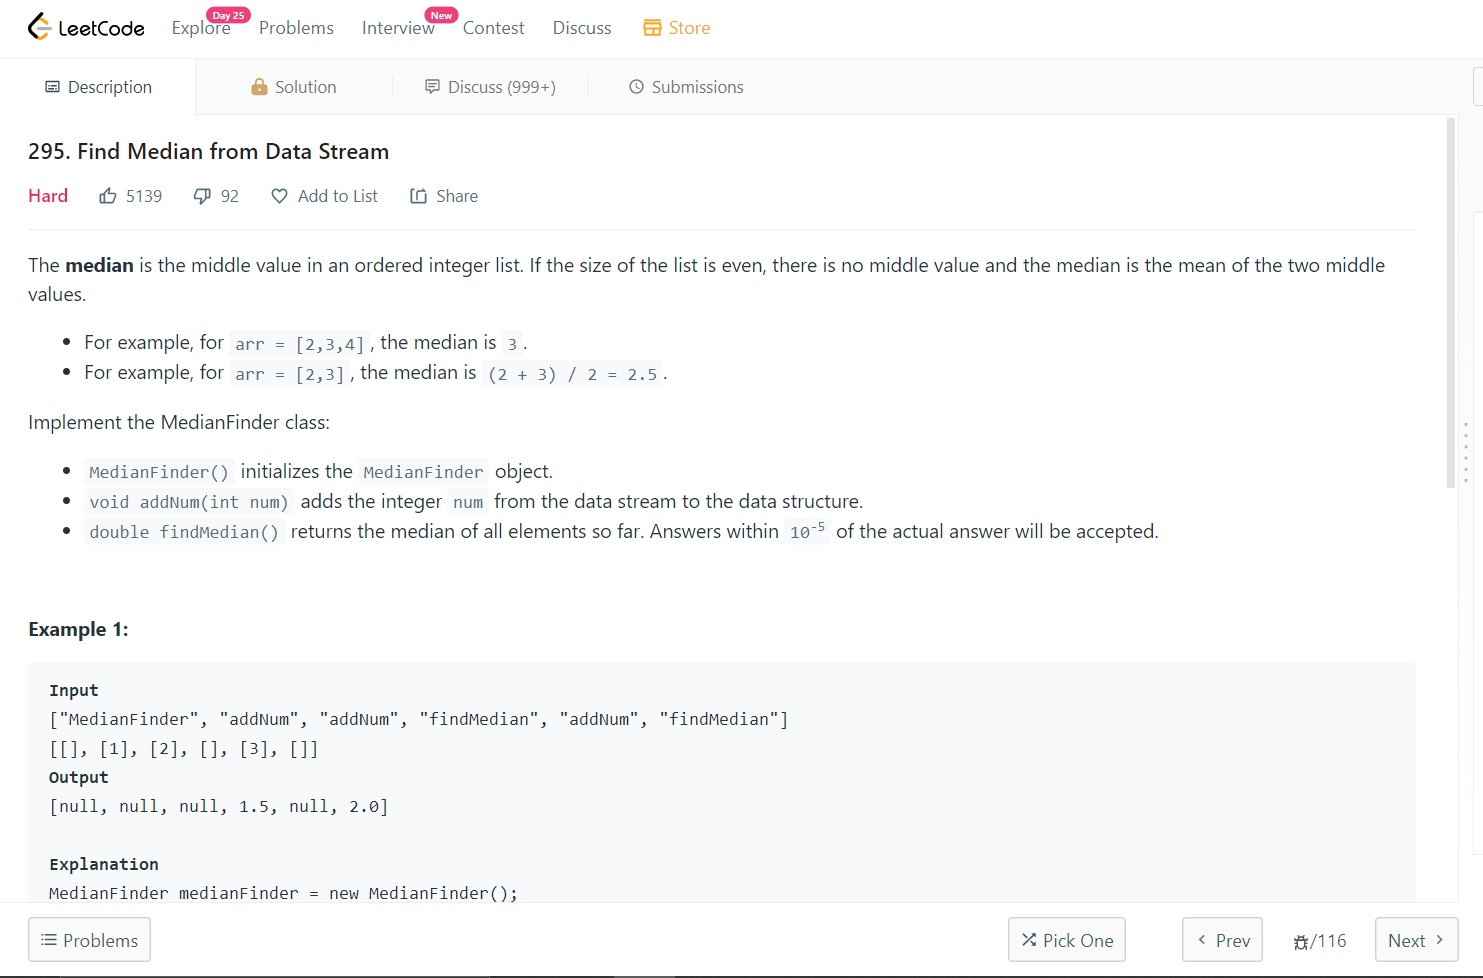 LeetCode Explore Day 25 Problems Interview New Contest Discuss Store
Description Solution Discuss (999+) Submissions
295. Find Median from Data Stream
Hard 5139 92 Add to List Share
The median is the middle value in an ordered integer list. If the size of the list is even, there is no middle value and the median is the mean of the two middle
values.
• For example, for arr = [2,3,4], the median is 3.
• For example, for arr = [2,3], the median is (2 + 3) / 2 = 2.5.
Implement the MedianFinder class:
• MedianFinder() initializes the MedianFinder object.
• void addNum(int num) adds the integer num from the data stream to the data structure.
• double findMedian() returns the median of all elements so far. Answers within 10-5 of the actual answer will be accepted.
Example 1:
Input
["MedianFinder", "addNum", "addNum", "findMedian", "addNum", "findMedian"]
[[], [1], [2], [], [3], []]
Output
[null, null, null, 1.5, null, 2.0]
Explanation
MedianFinder medianFinder = new MedianFinder();
Problems Pick One Prev /116 Next